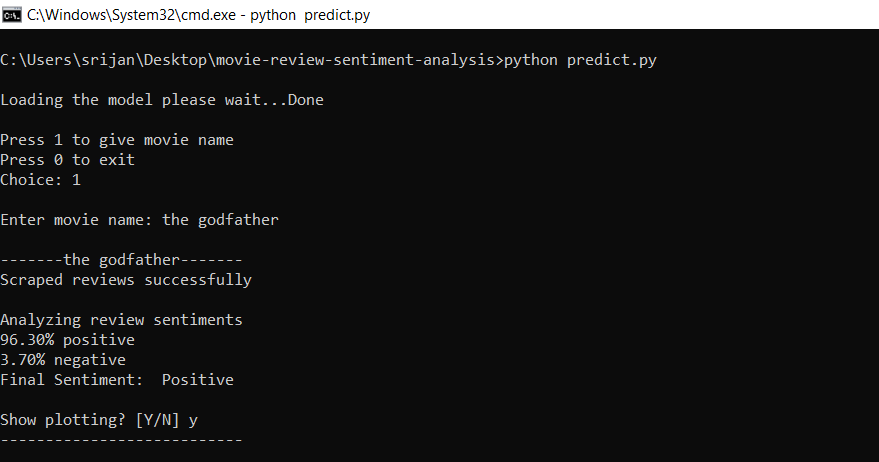 C:\Windows\System32\cmd.exe - python  predict.py
C:\Users\srijan\Desktop\movie-review-sentiment-analysis>python predict.py
Loading the model please wait...Done
Press 1 to give movie name
Press 0 to exit
Choice: 1
Enter movie name: the godfather
-------the godfather-------
Scraped reviews successfully
Analyzing review sentiments
96.30% positive
3.70% negative
Final Sentiment:  Positive
Show plotting? [Y/N] y
---------------------------